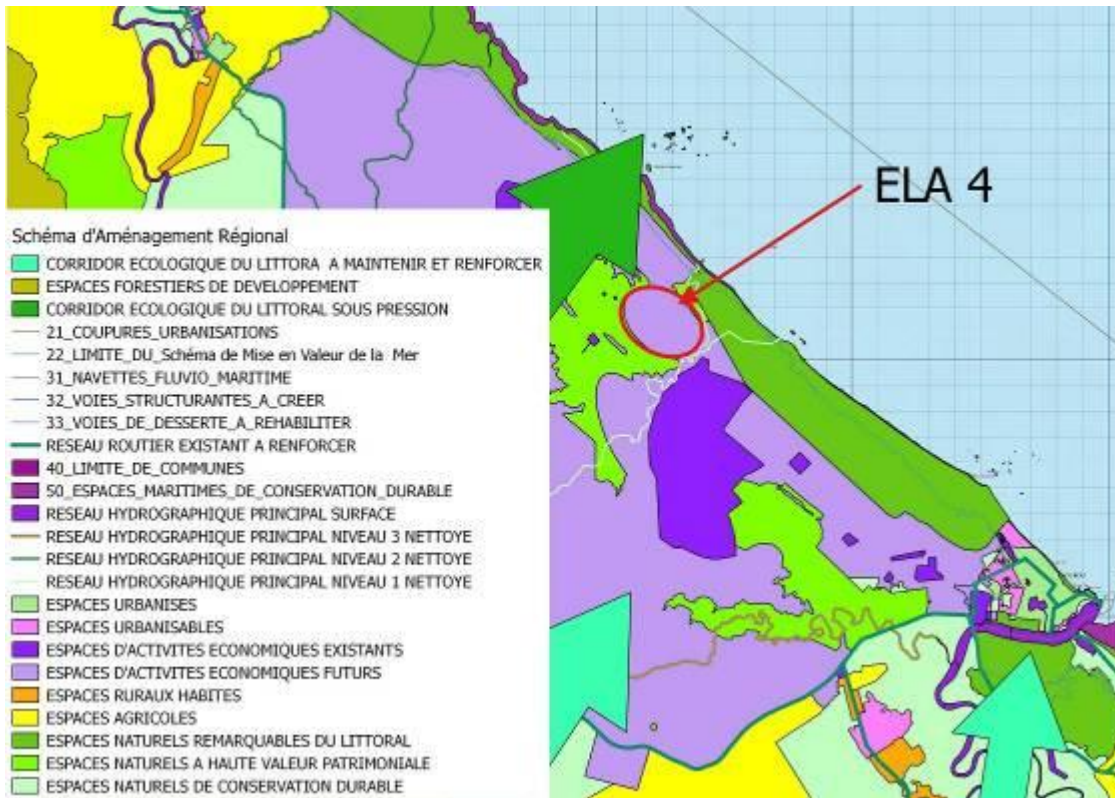 ELA 4
Schéma d'Aménagement Régional
CORRIDOR ECOLOGIQUE DU LITTORA A MAINTENIR ET RENFORCER
ESPACES FORESTIERS DE DEVELOPPEMENT
CORRIDOR ECOLOGIQUE DU LITTORAL SOUS PRESSION
21_COUPURES_URBANISATIONS
22_LIMITE_DU_Schéma de Mise en Valeur de la Mer
31_NAVETTES_FLUVIO_MARITIME
32_VOIES_STRUCTURANTES_A_CREER
33_VOIES_DE_DESSERTE_A_REHABILITER
RESEAU ROUTIER EXISTANT A RENFORCER
40_LIMITE_DE_COMMUNES
50_ESPACES_MARITIMES_DE_CONSERVATION_DURABLE
RESEAU HYDROGRAPHIQUE PRINCIPAL SURFACE
RESEAU HYDROGRAPHIQUE PRINCIPAL NIVEAU 3 NETTOYE
RESEAU HYDROGRAPHIQUE PRINCIPAL NIVEAU 2 NETTOYE
RESEAU HYDROGRAPHIQUE PRINCIPAL NIVEAU 1 NETTOYE
ESPACES URBANISES
ESPACES URBANISABLES
ESPACES D'ACTIVITES ECONOMIQUES EXISTANTS
ESPACES D'ACTIVITES ECONOMIQUES FUTURS
ESPACES RURAUX HABITES
ESPACES AGRICOLES
ESPACES NATURELS REMARQUABLES DU LITTORAL
ESPACES NATURELS A HAUTE VALEUR PATRIMONIALE
ESPACES NATURELS DE CONSERVATION DURABLE